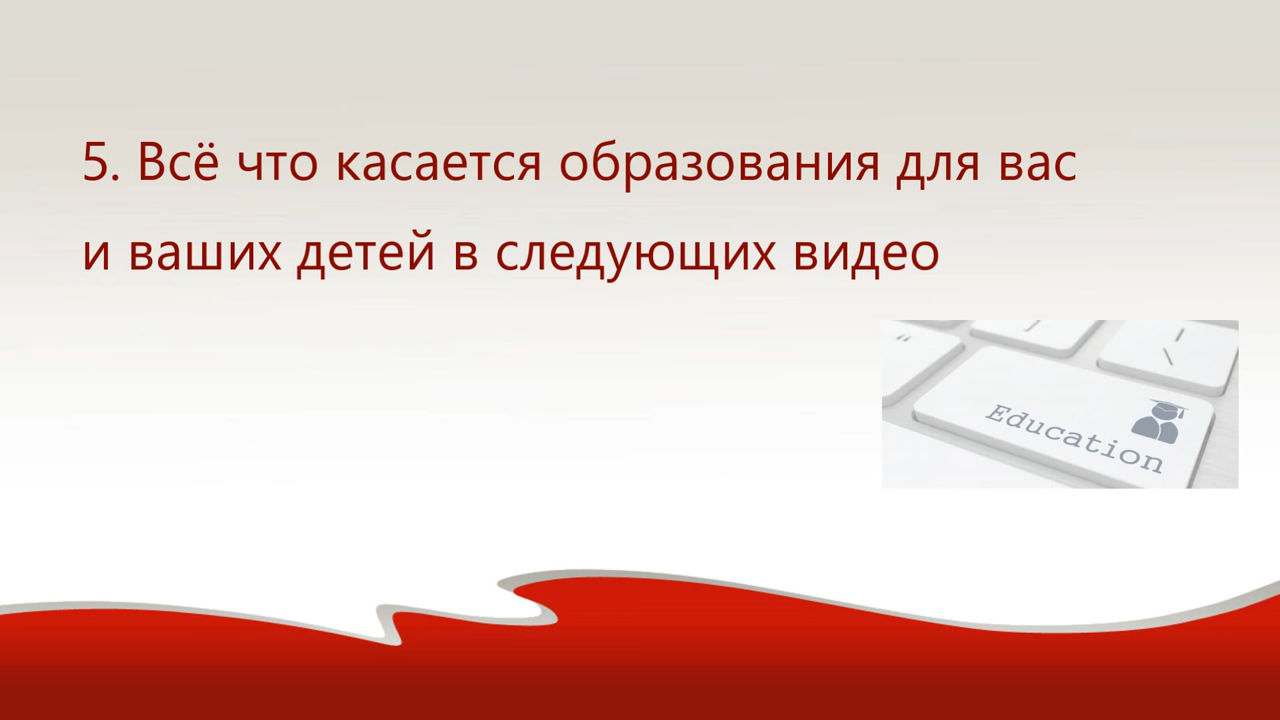 5. Всё что касается образования для вас
и ваших детей в следующих видео
Education